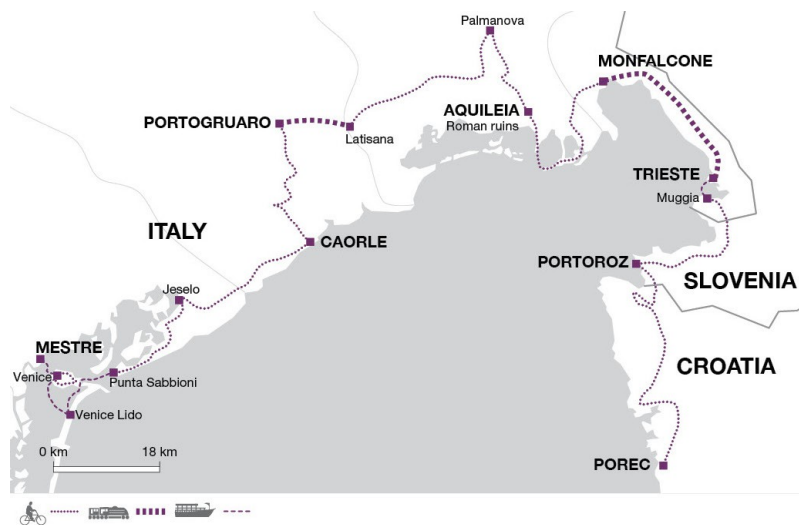 Palmanova
MONFALCONE
PORTOGRUARO
AQUILEIA
Roman ruins
Latisana
TRIESTE
Muggia
ITALY
CAORLE
PORTOROZ
SLOVENIA
Jeselo
MESTRE
CROATIA
Venice
Punta Sabbioni
Venice Lido
0 km 18 km
POREC